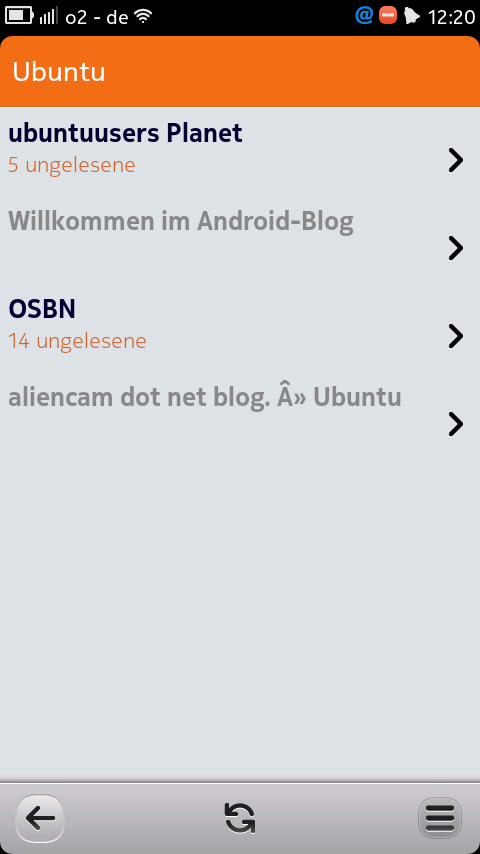 o2 - de 12:20
Ubuntu
ubuntuusers Planet
5 ungelesene
Willkommen im Android-Blog
OSBN
14 ungelesene
aliencam dot net blog. Â» Ubuntu